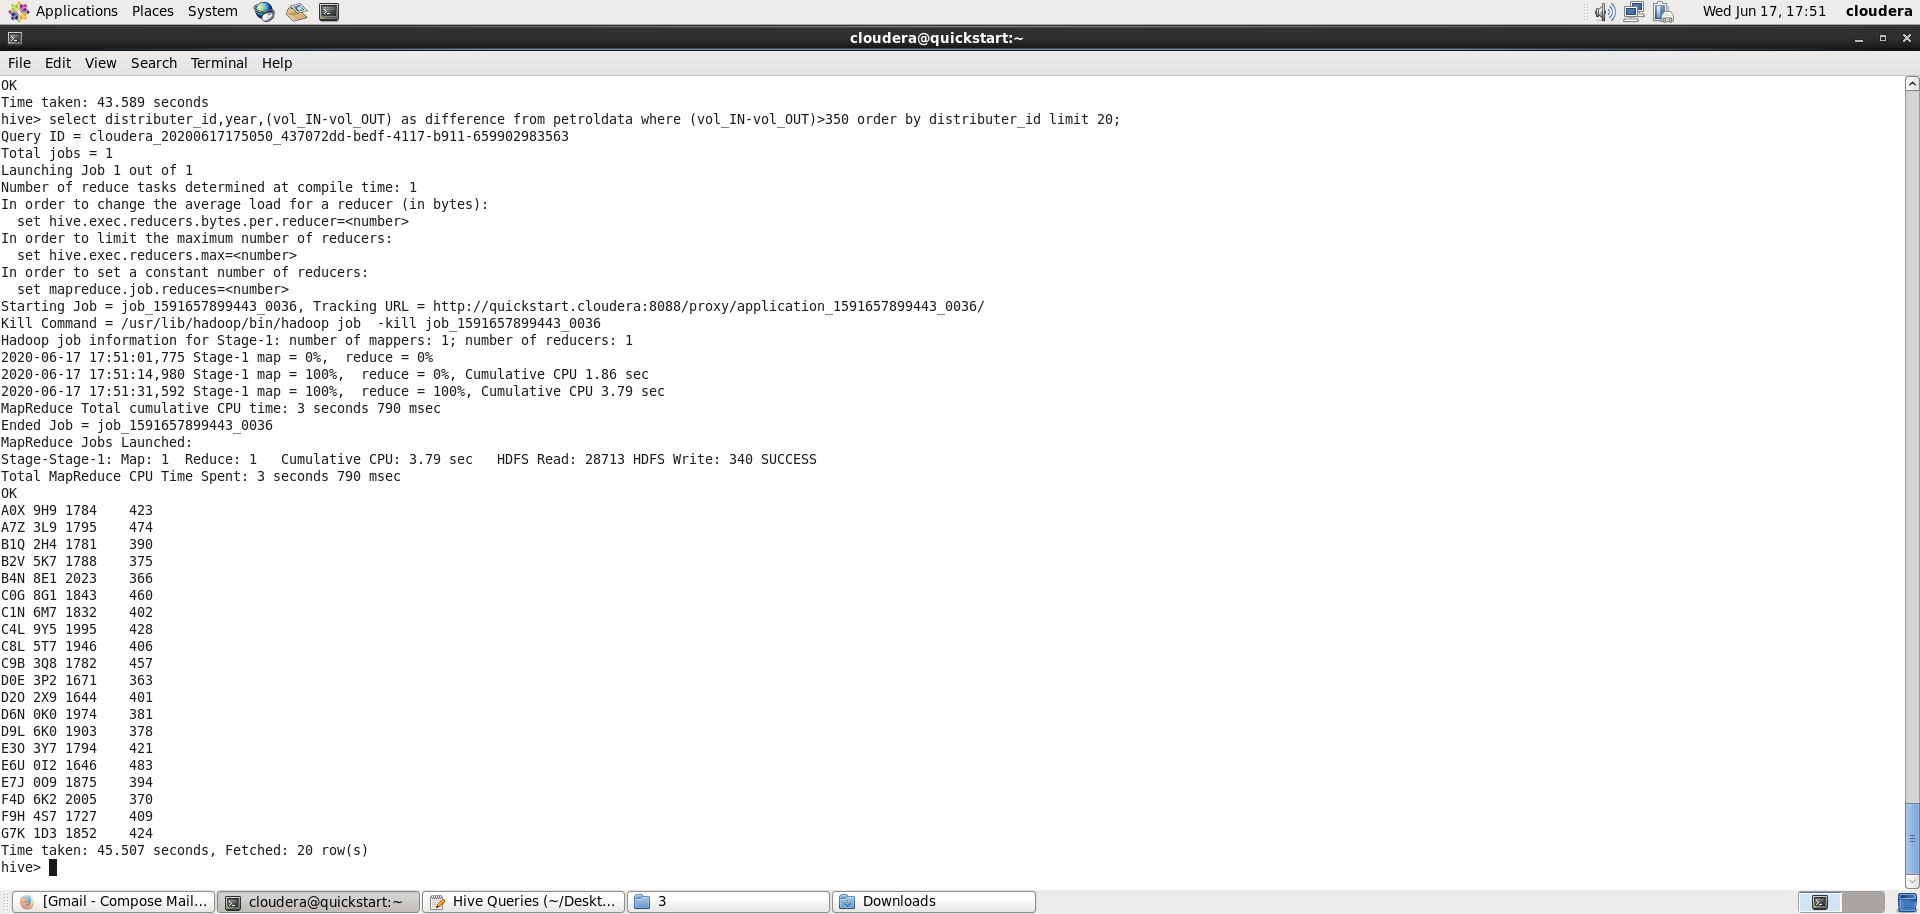 Applications Places System Wed Jun 17, 17:51 cloudera
cloudera@quickstart:~
File Edit View Search Terminal Help
OK
Time taken: 43.589 seconds
hive> select distributer_id,year,(vol_IN-vol_OUT) as difference from petroldata where (vol_IN-vol_OUT)>350 order by distributer_id limit 20;
Query ID = cloudera_20200617175050_437072dd-bedf-4117-b911-659902983563
Total jobs = 1
Launching Job 1 out of 1
Number of reduce tasks determined at compile time: 1
In order to change the average load for a reducer (in bytes):
  set hive.exec.reducers.bytes.per.reducer=<number>
In order to limit the maximum number of reducers:
  set hive.exec.reducers.max=<number>
In order to set a constant number of reducers:
  set mapreduce.job.reduces=<number>
Starting Job = job_1591657899443_0036, Tracking URL = http://quickstart.cloudera:8088/proxy/application_1591657899443_0036/
Kill Command = /usr/lib/hadoop/bin/hadoop job  -kill job_1591657899443_0036
Hadoop job information for Stage-1: number of mappers: 1; number of reducers: 1
2020-06-17 17:51:01,775 Stage-1 map = 0%,  reduce = 0%
2020-06-17 17:51:14,980 Stage-1 map = 100%,  reduce = 0%, Cumulative CPU 1.86 sec
2020-06-17 17:51:31,592 Stage-1 map = 100%,  reduce = 100%, Cumulative CPU 3.79 sec
MapReduce Total cumulative CPU time: 3 seconds 790 msec
Ended Job = job_1591657899443_0036
MapReduce Jobs Launched:
Stage-Stage-1: Map: 1  Reduce: 1   Cumulative CPU: 3.79 sec   HDFS Read: 28713 HDFS Write: 340 SUCCESS
Total MapReduce CPU Time Spent: 3 seconds 790 msec
OK
A0X 9H9 1784    423
A7Z 3L9 1795    474
B1Q 2H4 1781    390
B2V 5K7 1788    375
B4N 8E1 2023    366
C0G 8G1 1843    460
C1N 6M7 1832    402
C4L 9Y5 1995    428
C8L 5T7 1946    406
C9B 3Q8 1782    457
D0E 3P2 1671    363
D2O 2X9 1644    401
D6N 0K0 1974    381
D9L 6K0 1903    378
E3O 3Y7 1794    421
E6U 0I2 1646    483
E7J 0O9 1875    394
F4D 6K2 2005    370
F9H 4S7 1727    409
G7K 1D3 1852    424
Time taken: 45.507 seconds, Fetched: 20 row(s)
hive>
[Gmail - Compose Mail... cloudera@quickstart:~ Hive Queries (~/Deskt... 3 Downloads